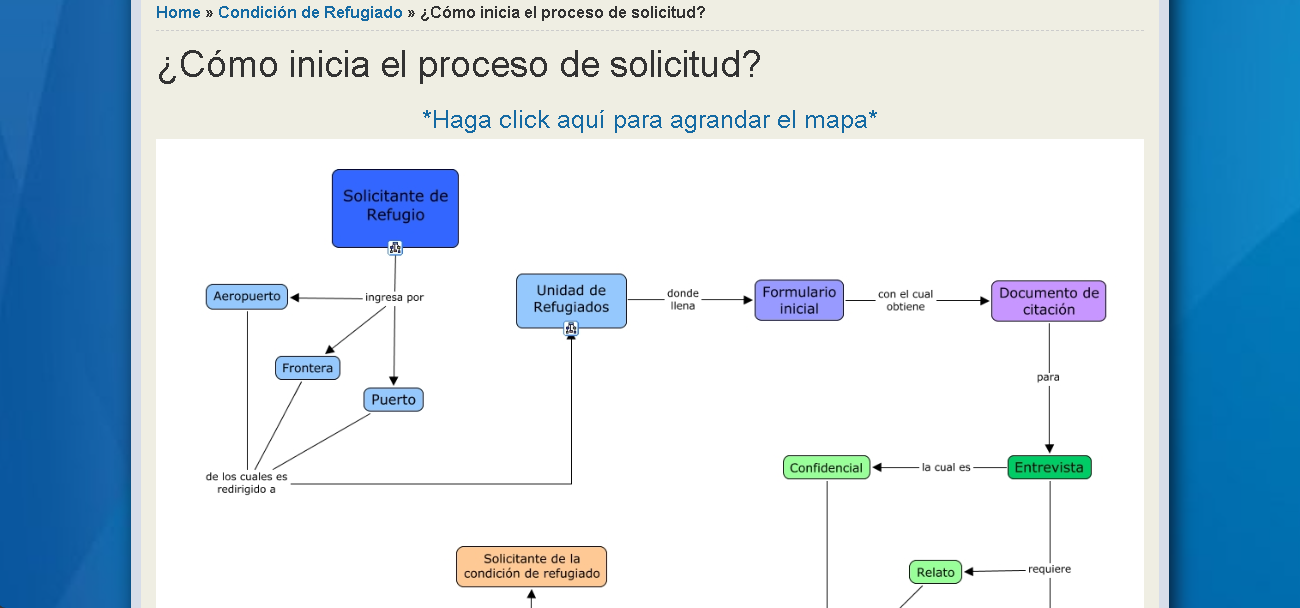 Home » Condición de Refugiado » ¿Cómo inicia el proceso de solicitud?
¿Cómo inicia el proceso de solicitud?
*Haga click aquí para agrandar el mapa*
Solicitante de
Refugio
ingresa por
Aeropuerto
Frontera
Puerto
de los cuales es
redirigido a
Unidad de
Refugiados
donde
llena
Formulario
inicial
con el cual
obtiene
Documento de
citación
para
Entrevista
la cual es
Confidencial
requiere
Relato
Solicitante de la
condición de refugiado